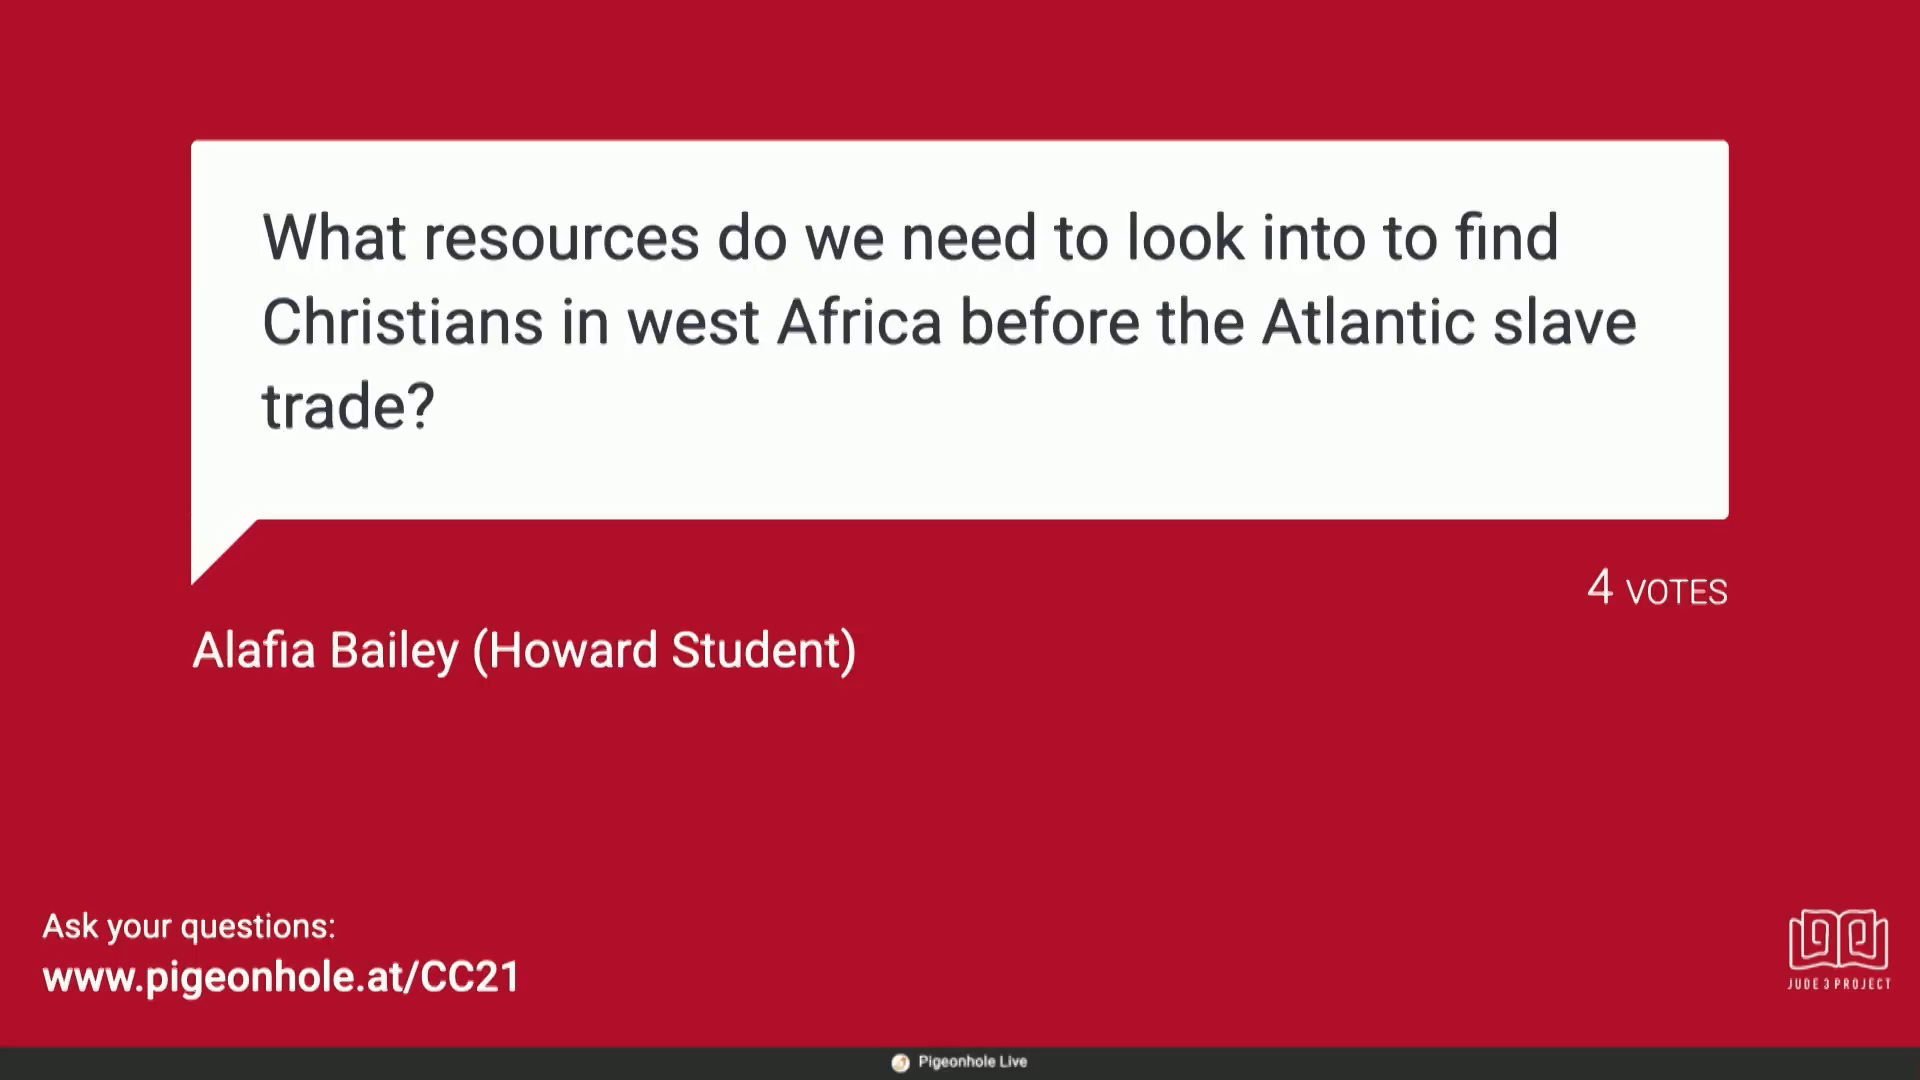 What resources do we need to look into to find
Christians in west Africa before the Atlantic slave
trade?
4 VOTES
Alafia Bailey (Howard Student)
Ask your questions:
www.pigeonhole.at/CC21
JUDE 3 PROJECT
Pigeonhole Live